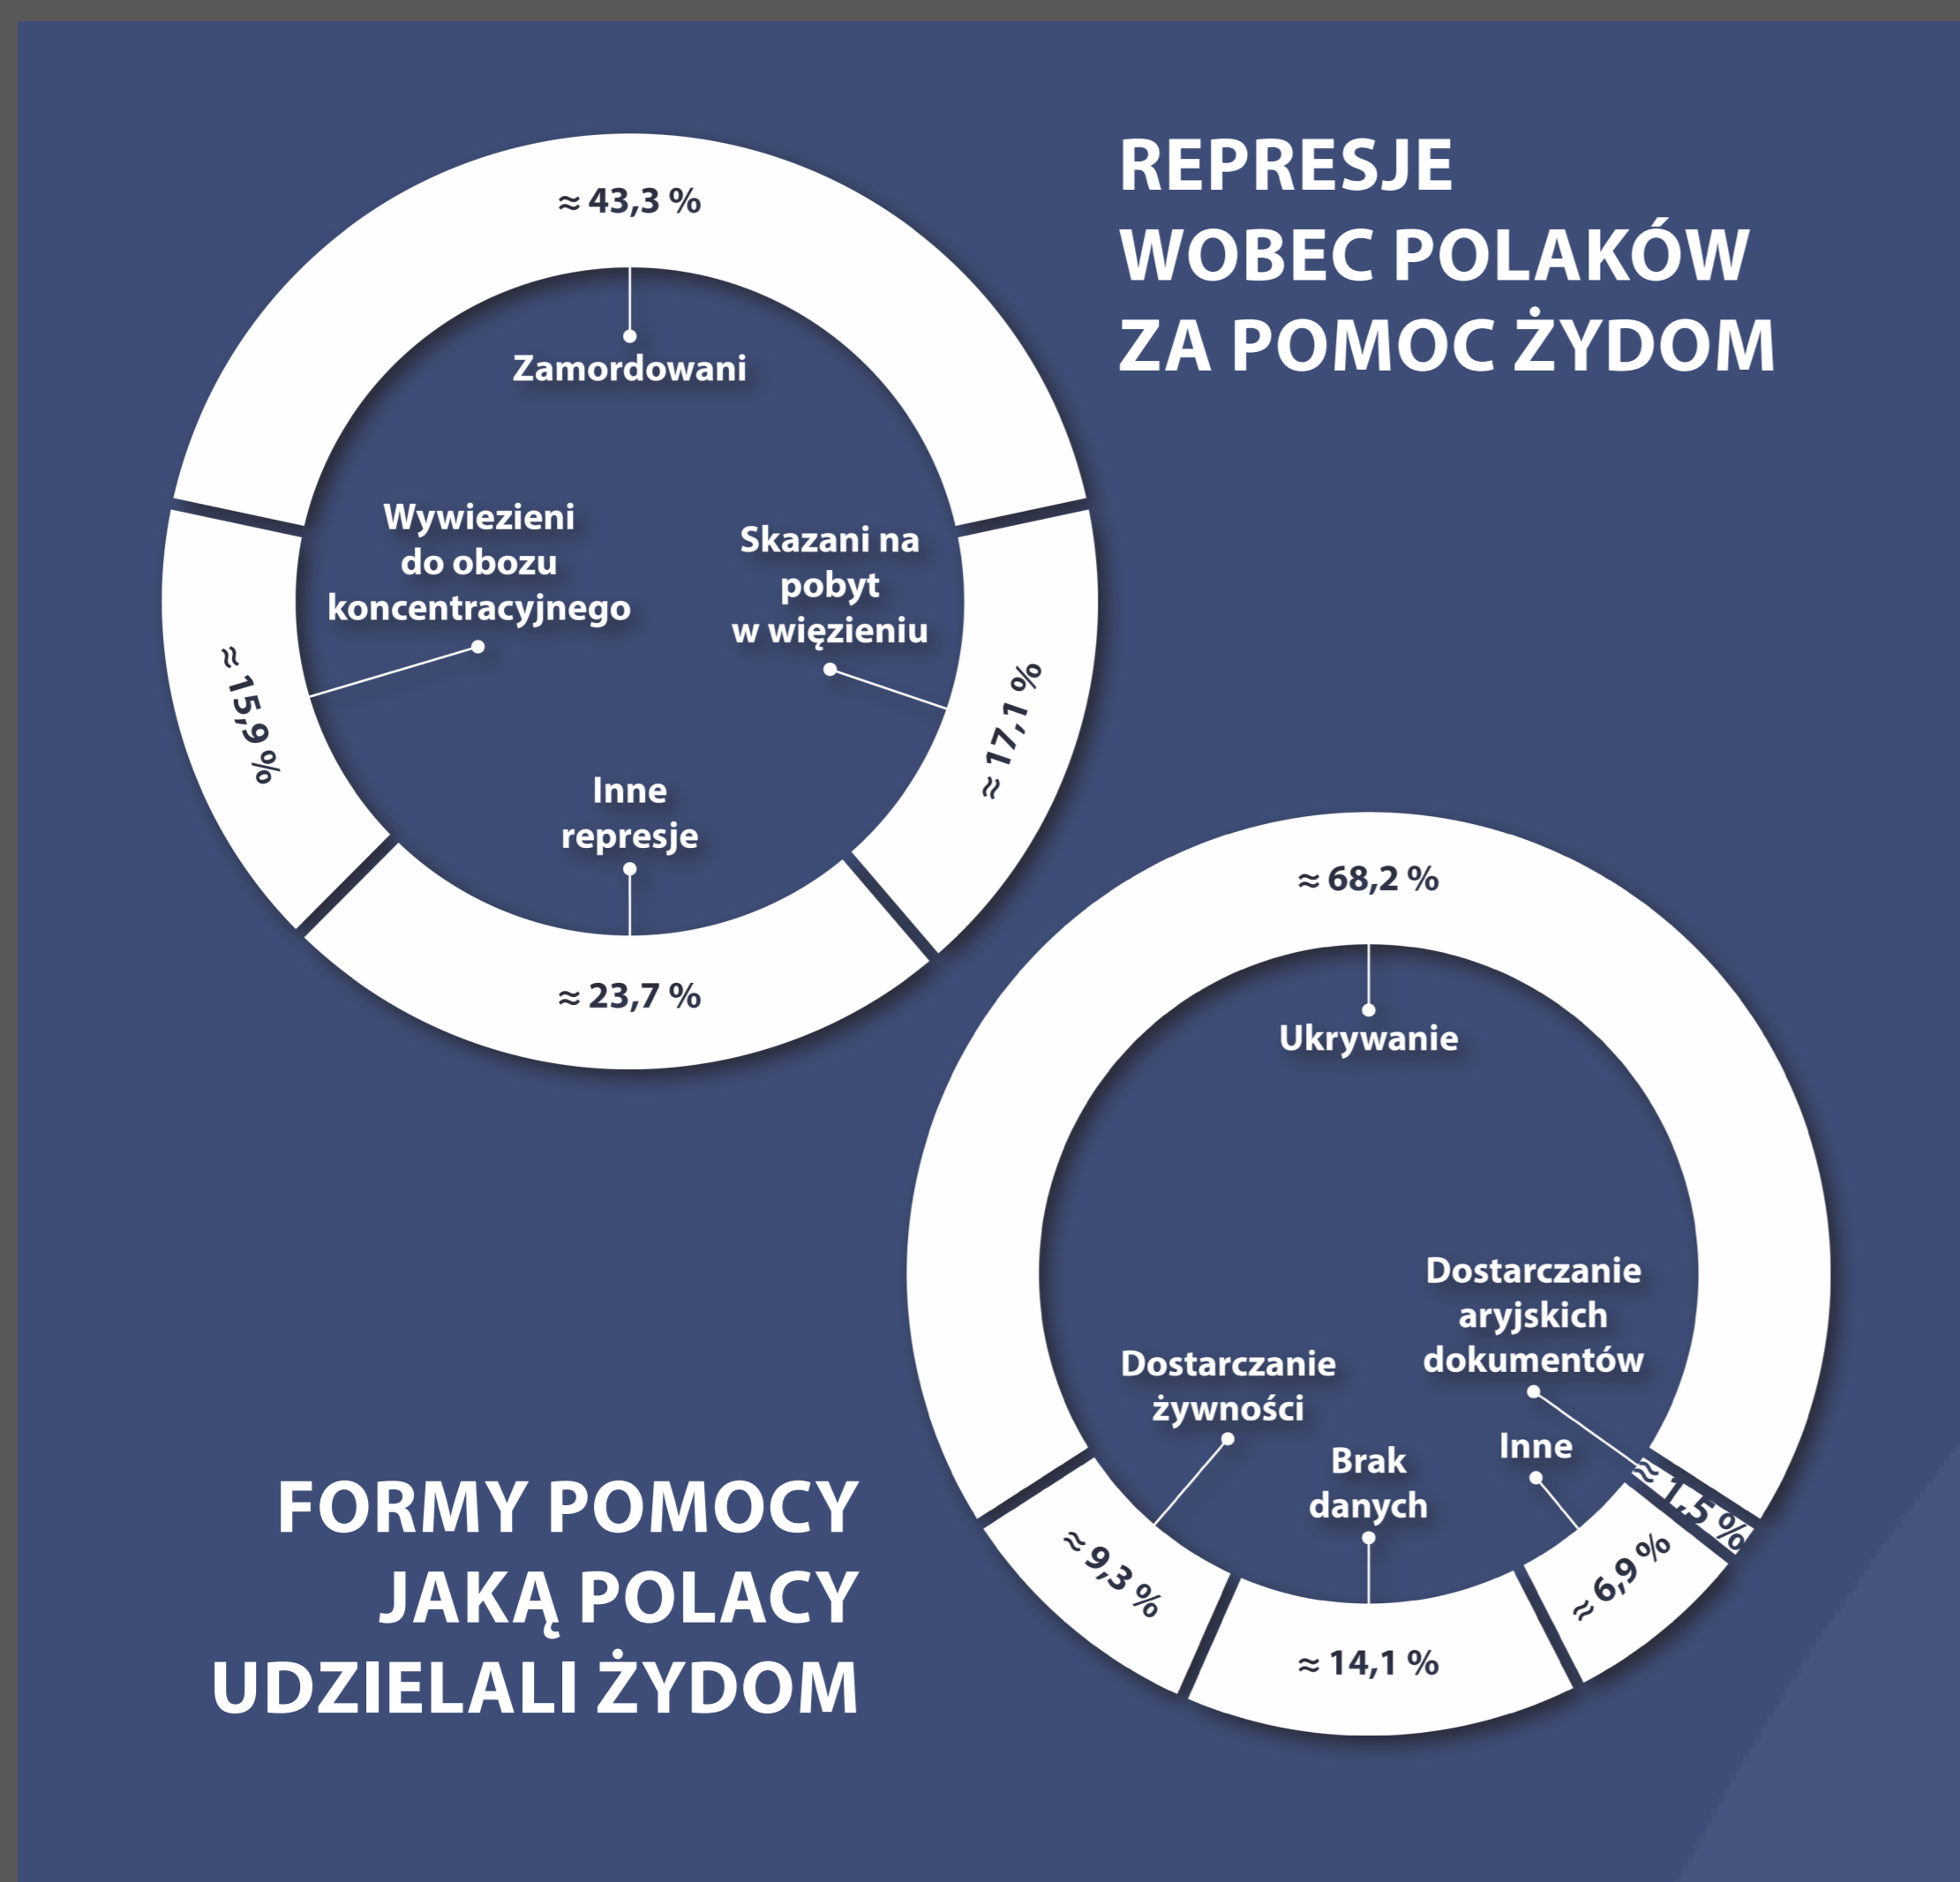 REPRESJE
WOBEC POLAKÓW
ZA POMOC ŻYDOM
≈ 43,3 %
Zamordowani
Wywiezieni
do obozu
koncentracyjnego
≈ 15,9 %
Skazani na
pobyt
w więzieniu
≈ 17,1 %
Inne
represje
≈ 23,7 %
FORMY POMOCY
JAKĄ POLACY
UDZIELALI ŻYDOM
≈ 68,2 %
Ukrywanie
Dostarczanie
aryjskich
dokumentów
≈ 1,5 %
Dostarczanie
żywności
≈ 9,3 %
Brak
danych
≈ 14,1 %
Inne
≈ 6,9 %